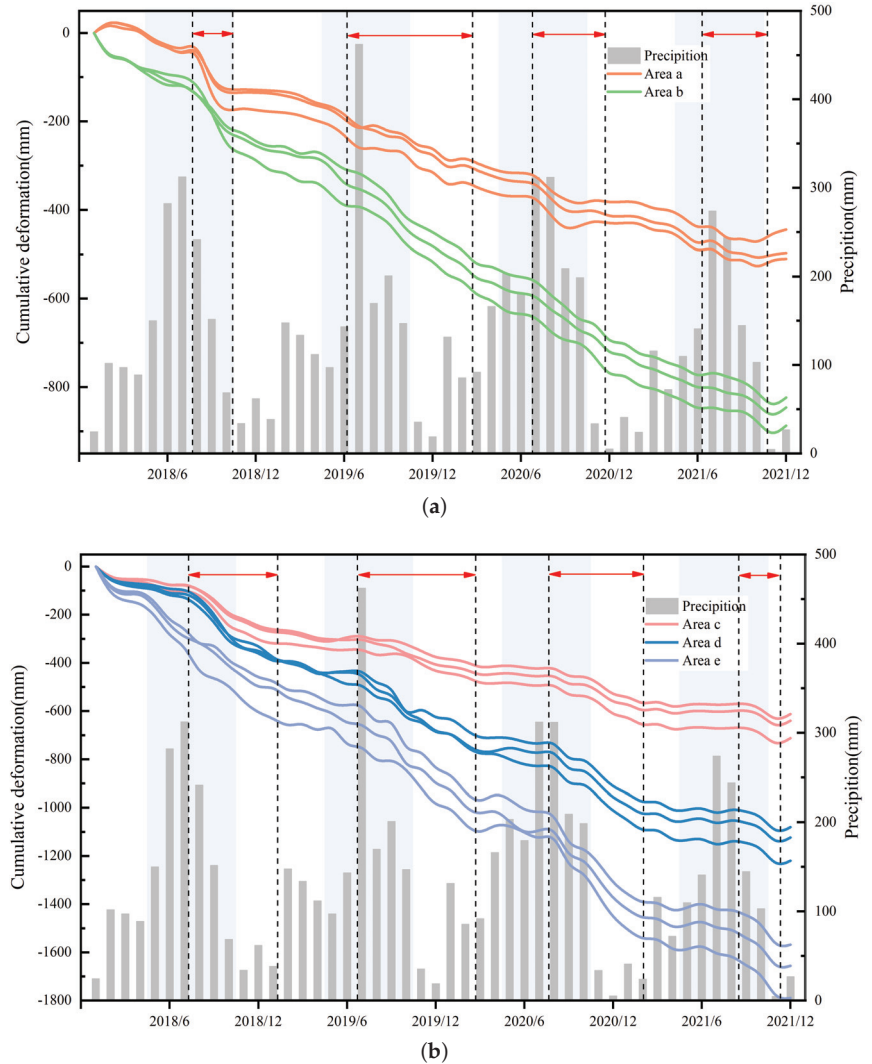 0
-200
-400
-600
-800
Cumulative deformation(mm)
500
400
300
200
100
0
Precipition(mm)
Precipition
Area a
Area b
2018/6 2018/12 2019/6 2019/12 2020/6 2020/12 2021/6 2021/12
(a)
0
-200
-400
-600
-800
-1000
-1200
-1400
-1600
-1800
Cumulative deformation(mm)
500
400
300
200
100
0
Precipition(mm)
Precipition
Area c
Area d
Area e
2018/6 2018/12 2019/6 2019/12 2020/6 2020/12 2021/6 2021/12
(b)